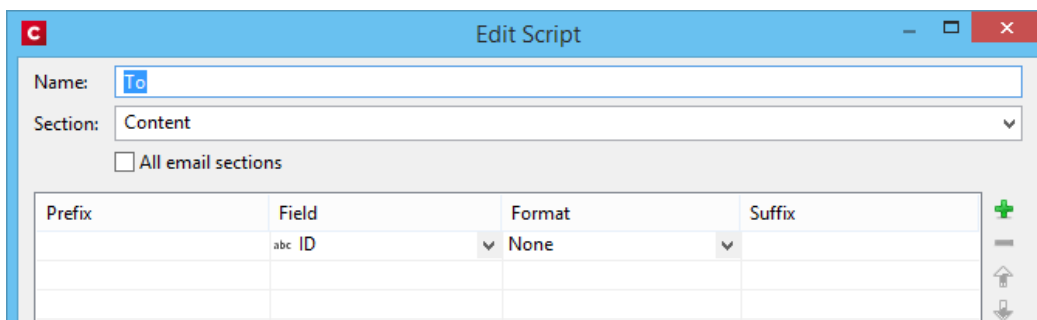 C Edit Script
Name: To
Section: Content
All email sections
Prefix Field Format Suffix
abc ID None